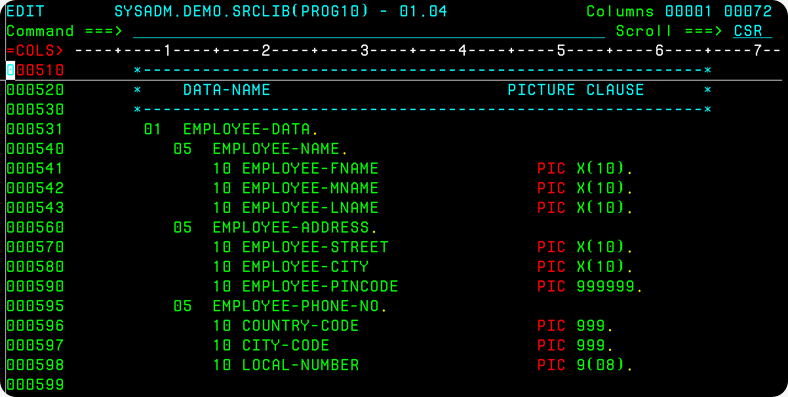 EDIT       SYSADM.DEMO.SRCLIB(PROG10) - 01.04              Columns 00001 00072
Command ===>                                                  Scroll ===> CSR
=COLS> ----+----1----+----2----+----3----+----4----+----5----+----6----+----7--
000510       *---------------------------------------------------------*
000520       *    DATA-NAME                        PICTURE CLAUSE      *
000530       *---------------------------------------------------------*
000531        01  EMPLOYEE-DATA.
000540           05  EMPLOYEE-NAME.
000541               10 EMPLOYEE-FNAME                PIC X(10).
000542               10 EMPLOYEE-MNAME                PIC X(10).
000543               10 EMPLOYEE-LNAME                PIC X(10).
000560           05  EMPLOYEE-ADDRESS.
000570               10 EMPLOYEE-STREET               PIC X(10).
000580               10 EMPLOYEE-CITY                 PIC X(10).
000590               10 EMPLOYEE-PINCODE              PIC 999999.
000595           05  EMPLOYEE-PHONE-NO.
000596               10 COUNTRY-CODE                  PIC 999.
000597               10 CITY-CODE                     PIC 999.
000598               10 LOCAL-NUMBER                  PIC 9(08).
000599